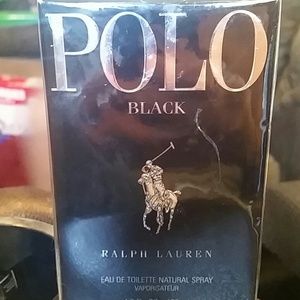 POLO
BLACK
RALPH LAUREN
EAU DE TOILETTE NATURAL SPRAY
VAPORISATEUR